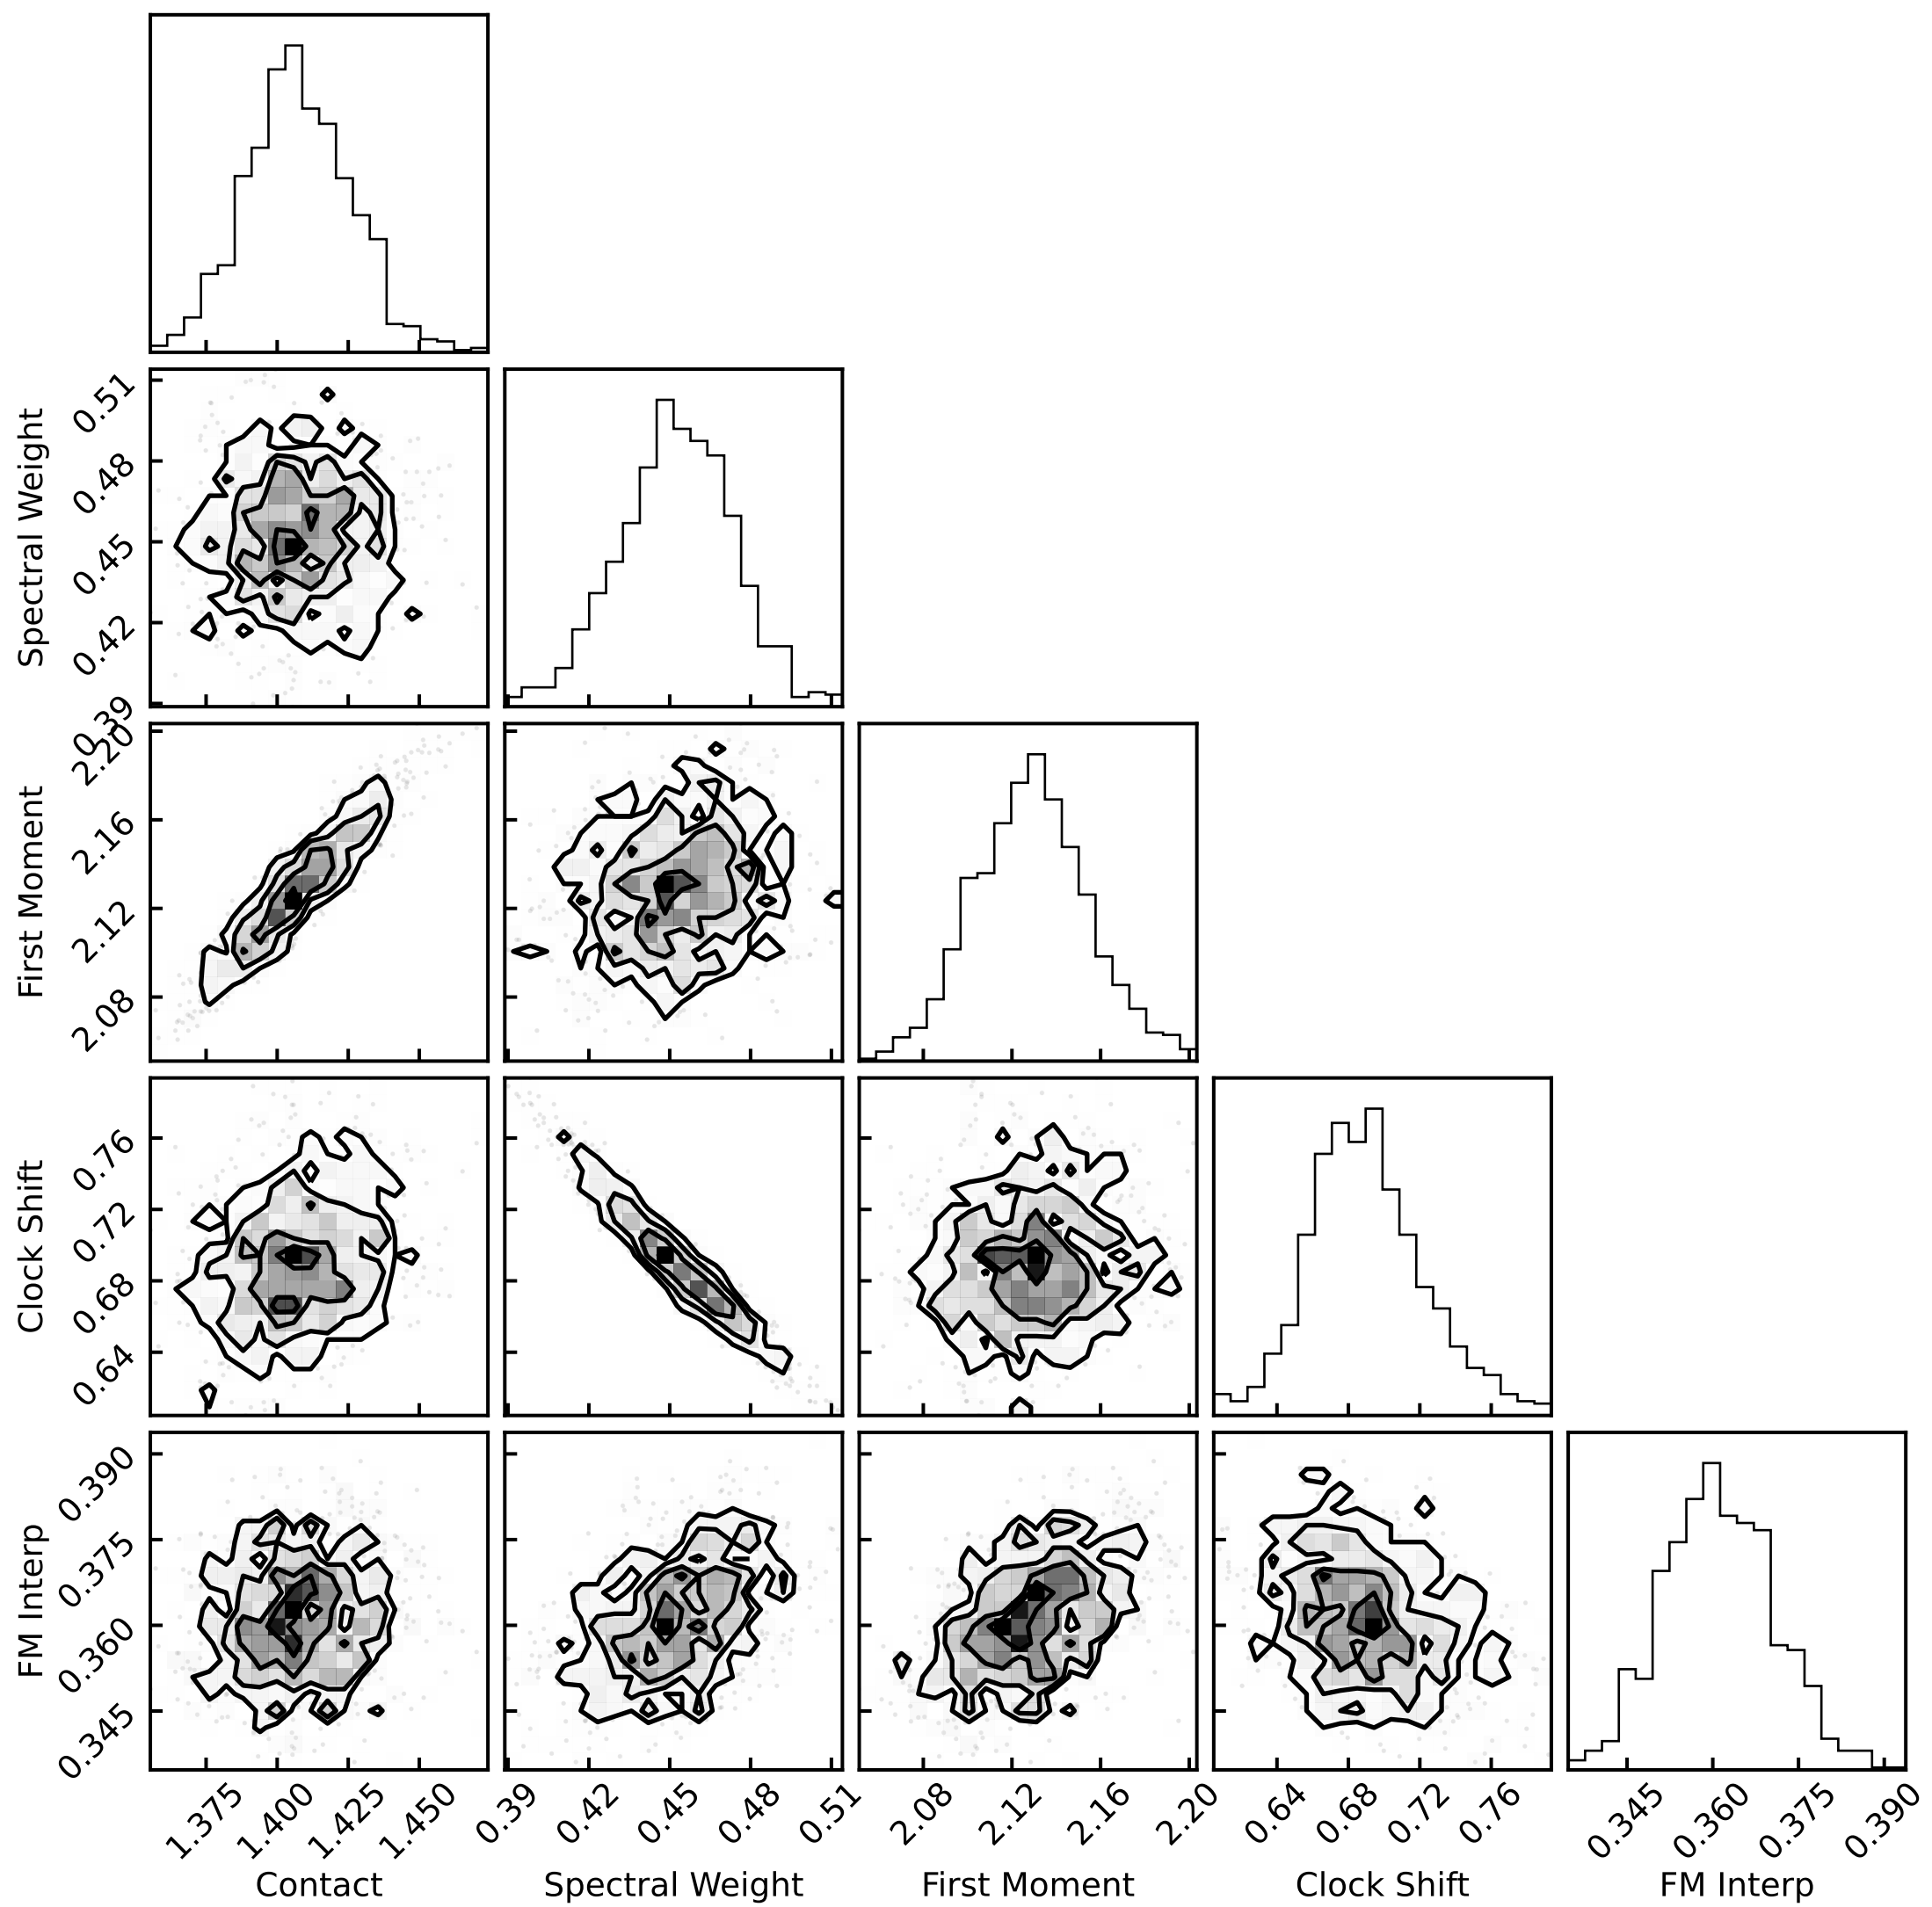 Spectral Weight
0.51
0.48
0.45
0.42
0.39
First Moment
2.20
2.16
2.12
2.08
Clock Shift
0.76
0.72
0.68
0.64
FM Interp
0.390
0.375
0.360
0.345
1.375 1.400 1.425 1.450
0.39 0.42 0.45 0.48 0.51
2.08 2.12 2.16 2.20
0.64 0.68 0.72 0.76
0.345 0.360 0.375 0.390
Contact
Spectral Weight
First Moment
Clock Shift
FM Interp